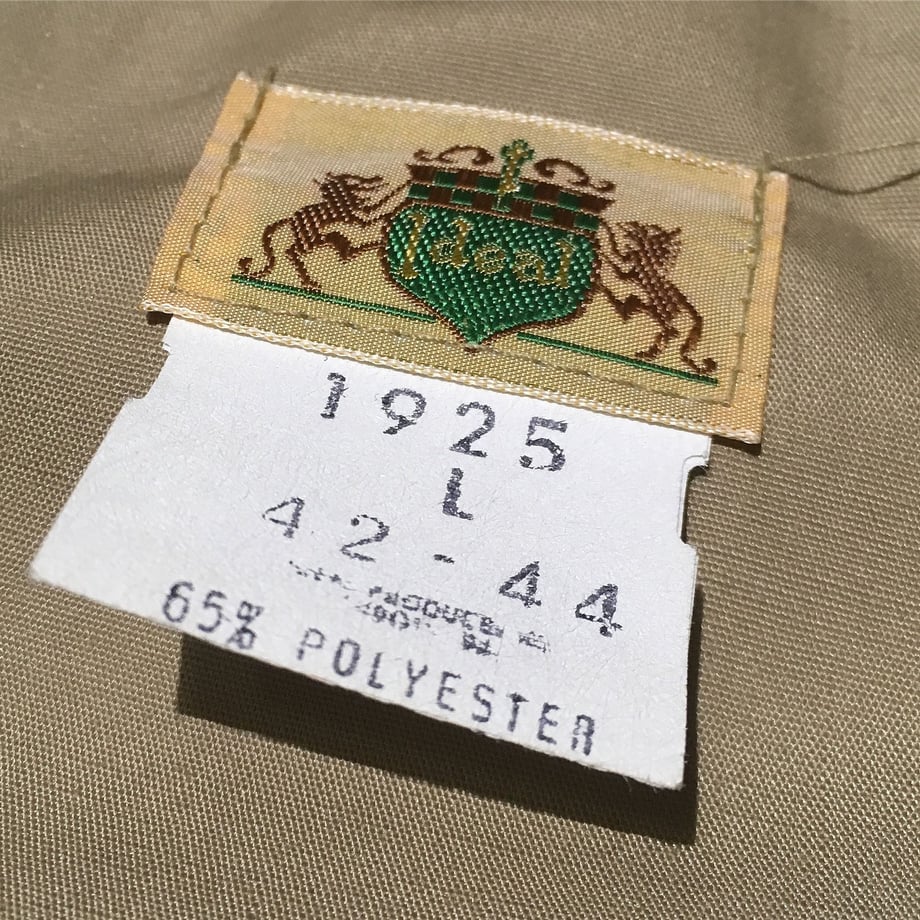 Ideal
1925
L
42-44
65% POLYESTER